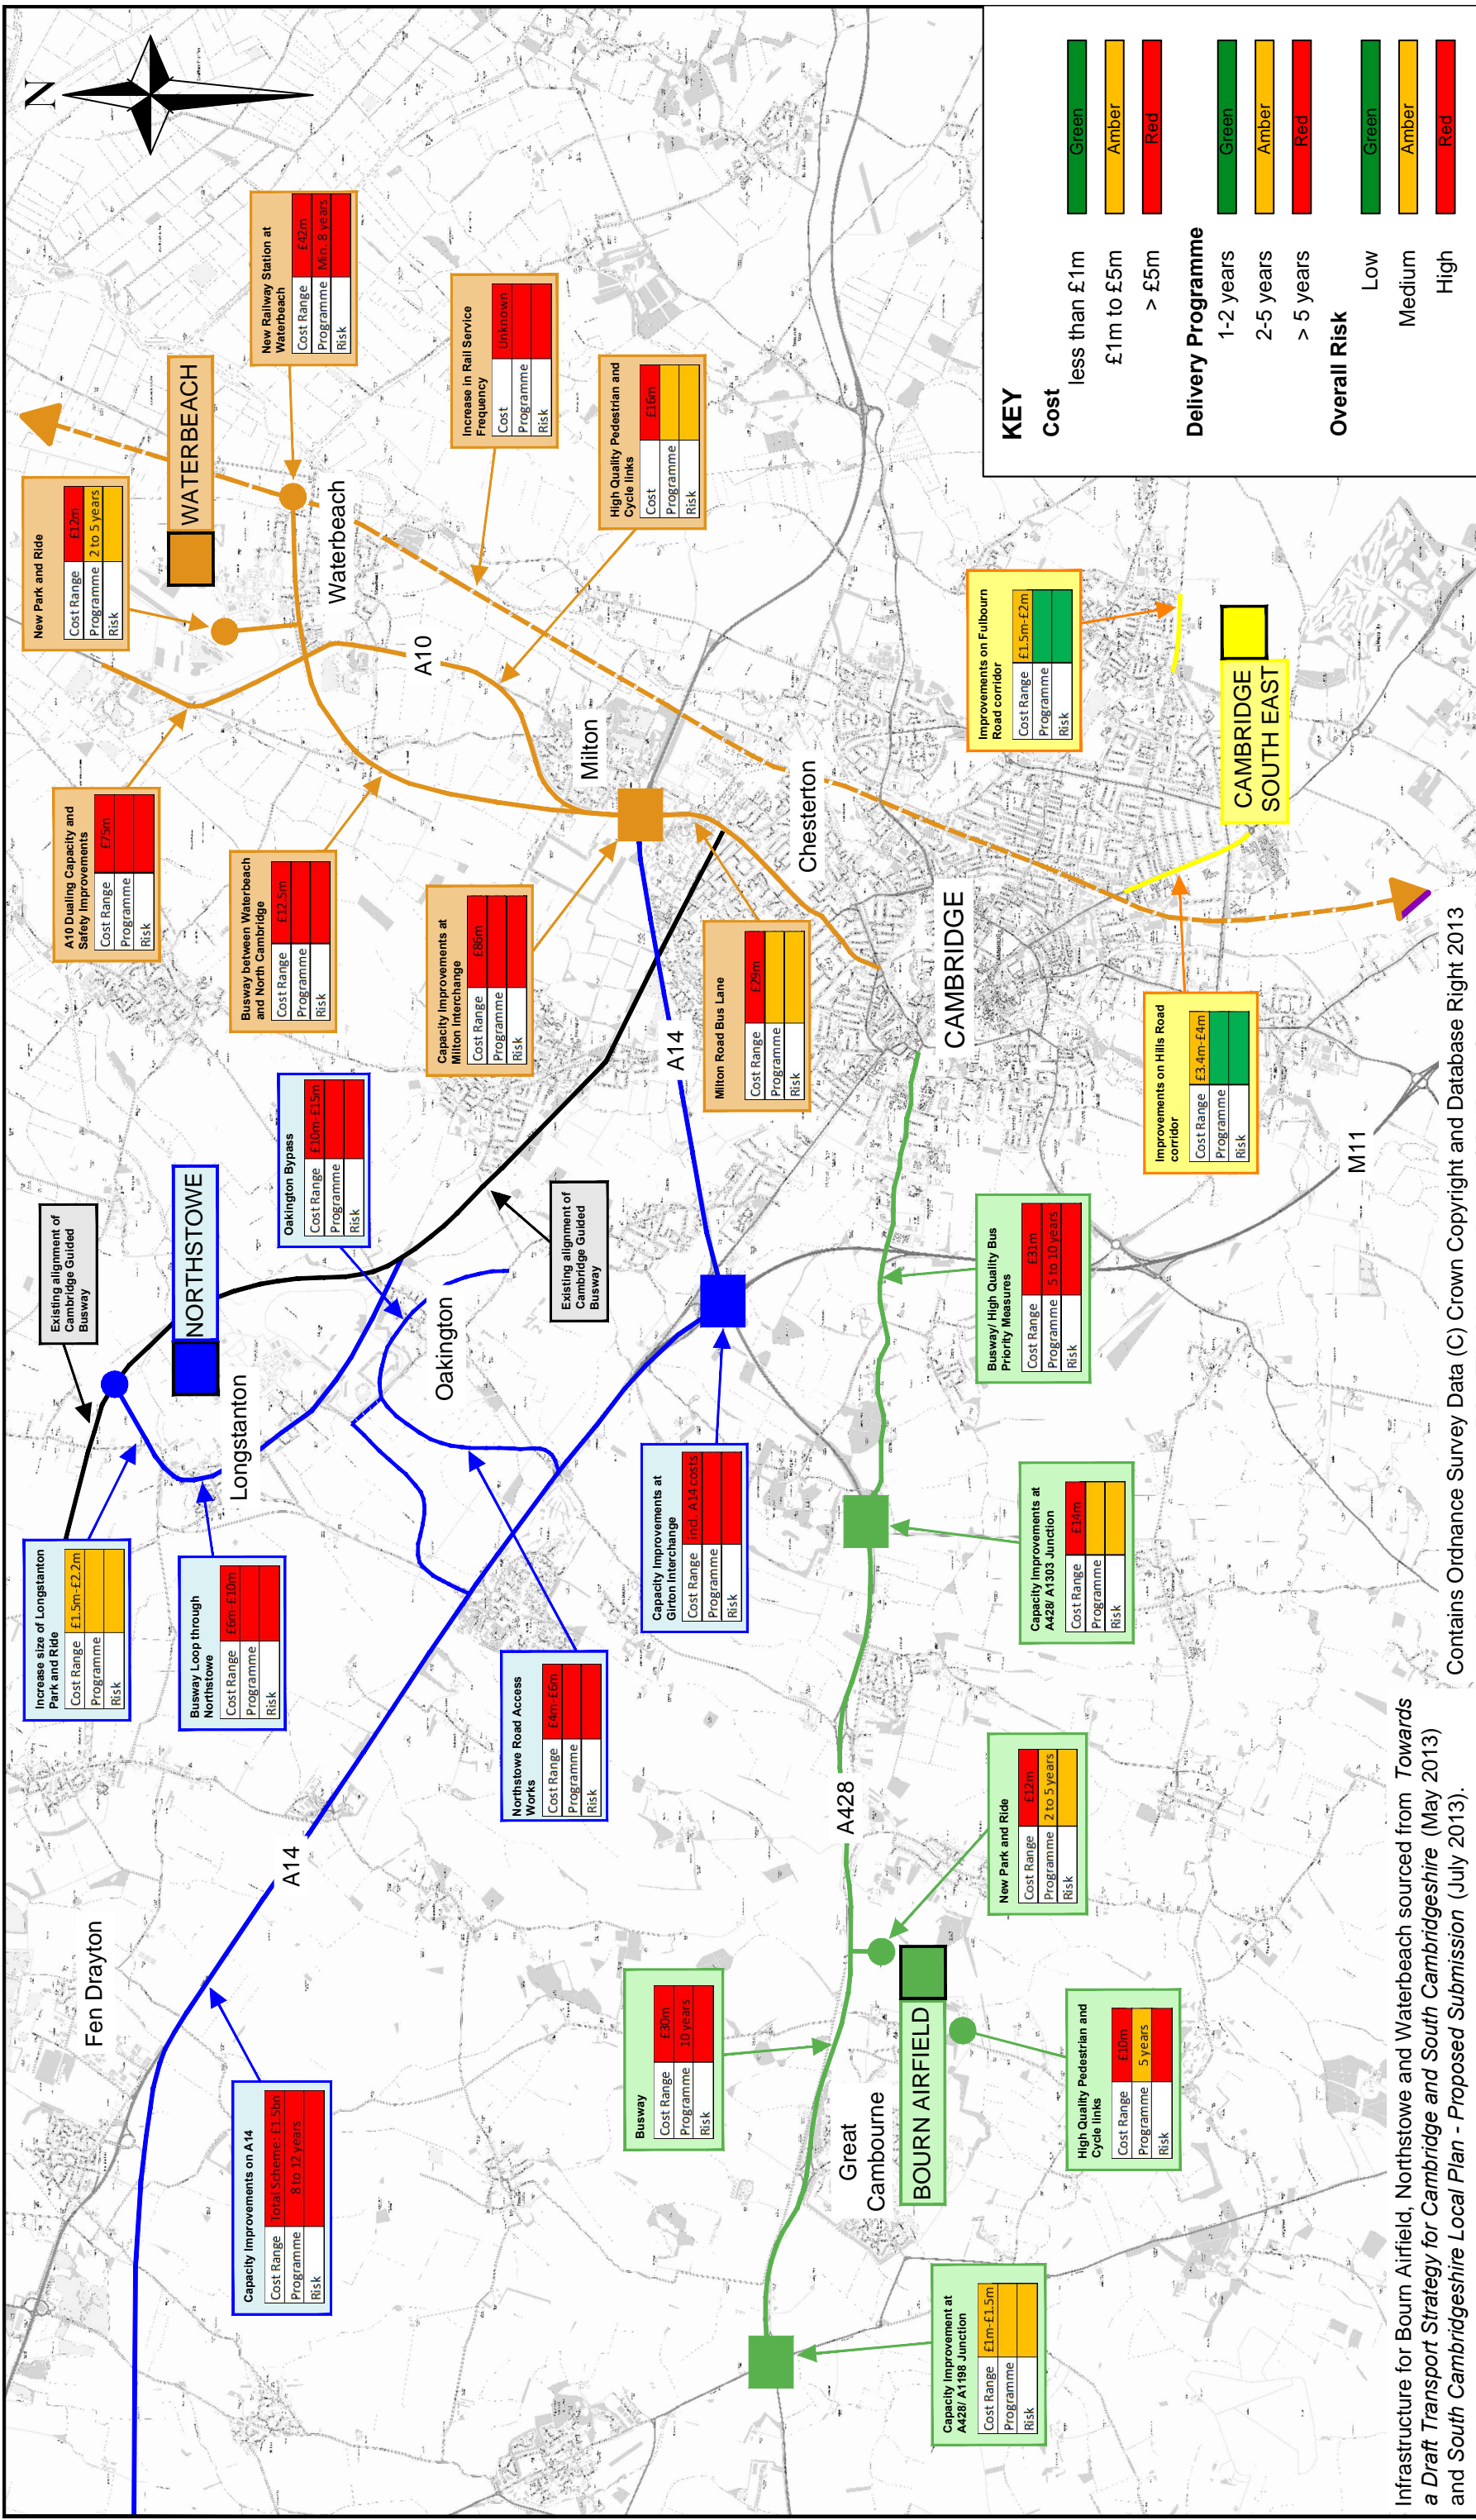 N
New Park and Ride
Cost Range £12m
Programme 2 to 5 years
Risk
WATERBEACH
New Railway Station at
Waterbeach
Cost Range £42m
Programme Min. 8 years
Risk
Increase in Rail Service
Frequency
Cost Unknown
Programme
Risk
High Quality Pedestrian and
Cycle links
Cost £16m
Programme
Risk
Waterbeach
A10
Milton
Chesterton
A10 Dualing Capacity and
Safety Improvements
Cost Range £75m
Programme
Risk
Busway between Waterbeach
and North Cambridge
Cost Range £12.5m
Programme
Risk
Capacity Improvements at
Milton Interchange
Cost Range £86m
Programme
Risk
Milton Road Bus Lane
Cost Range £29m
Programme
Risk
CAMBRIDGE
A14
Improvements on Fulbourn
Road corridor
Cost Range £1.5m-£2m
Programme
Risk
CAMBRIDGE
SOUTH EAST
Improvements on Hills Road
corridor
Cost Range £3.4m-£4m
Programme
Risk
M11
Existing alignment of
Cambridge Guided
Busway
NORTHSTOWE
Oakington Bypass
Cost Range £10m-£15m
Programme
Risk
Existing alignment of
Cambridge Guided
Busway
Longstanton
Oakington
Increase size of Longstanton
Park and Ride
Cost Range £1.5m-£2.2m
Programme
Risk
Busway Loop through
Northstowe
Cost Range £6m-£10m
Programme
Risk
Northstowe Road Access
Works
Cost Range £4m-£6m
Programme
Risk
Capacity Improvements at
Girton Interchange
Cost Range incl. A14 costs
Programme
Risk
Busway/ High Quality Bus
Priority Measures
Cost Range £31m
Programme 5 to 10 years
Risk
Capacity Improvements at
A428/ A1303 Junction
Cost Range £14m
Programme
Risk
A14
Fen Drayton
Capacity Improvements on A14
Cost Range Total Scheme: £1.5bn
Programme 8 to 12 years
Risk
A428
New Park and Ride
Cost Range £12m
Programme 2 to 5 years
Risk
Busway
Cost Range £30m
Programme 10 years
Risk
Great
Cambourne
BOURN AIRFIELD
High Quality Pedestrian and
Cycle links
Cost Range £10m
Programme 5 years
Risk
Capacity Improvement at
A428/ A1198 Junction
Cost Range £1m-£1.5m
Programme
Risk
KEY
Cost
less than £1m Green
£1m to £5m Amber
> £5m Red
Delivery Programme
1-2 years Green
2-5 years Amber
> 5 years Red
Overall Risk
Low Green
Medium Amber
High Red
Infrastructure for Bourn Airfield, Northstowe and Waterbeach sourced from Towards
a Draft Transport Strategy for Cambridge and South Cambridgeshire (May 2013)
and South Cambridgeshire Local Plan - Proposed Submission (July 2013).
Contains Ordnance Survey Data (C) Crown Copyright and Database Right 2013